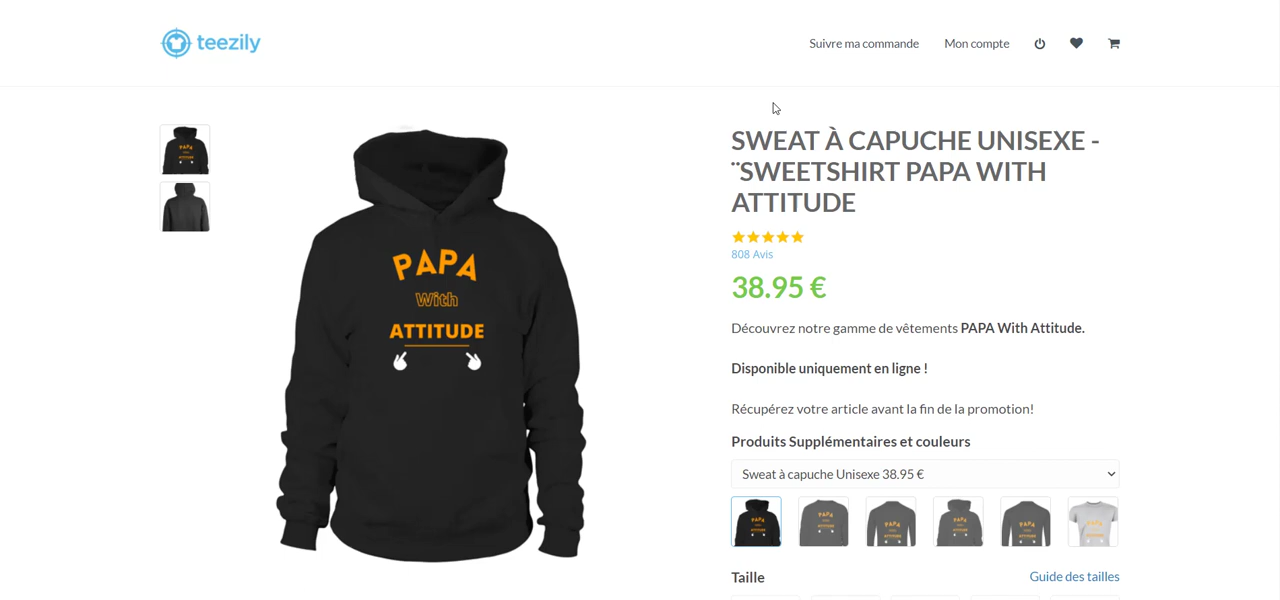 teezily
Suivre ma commande
Mon compte
SWEAT À CAPUCHE UNISEXE -
¨SWEETSHIRT PAPA WITH
ATTITUDE
808 Avis
38.95 €
Découvrez notre gamme de vêtements PAPA With Attitude.
Disponible uniquement en ligne !
Récupérez votre article avant la fin de la promotion!
Produits Supplémentaires et couleurs
Sweat à capuche Unisexe 38.95 €
Taille
Guide des tailles
PAPA
With
ATTITUDE